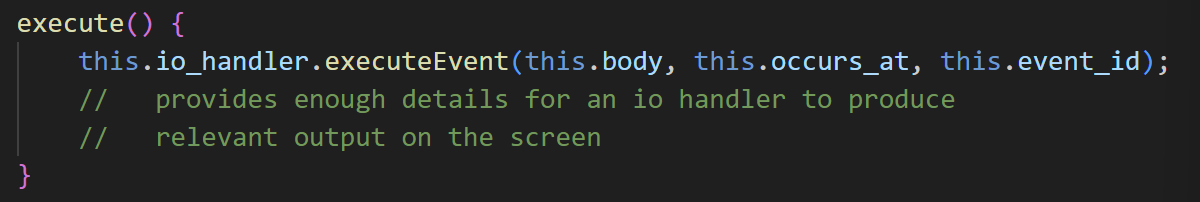 execute() {
    this.io_handler.executeEvent(this.body, this.occurs_at, this.event_id);
    //   provides enough details for an io handler to produce
    //   relevant output on the screen
}